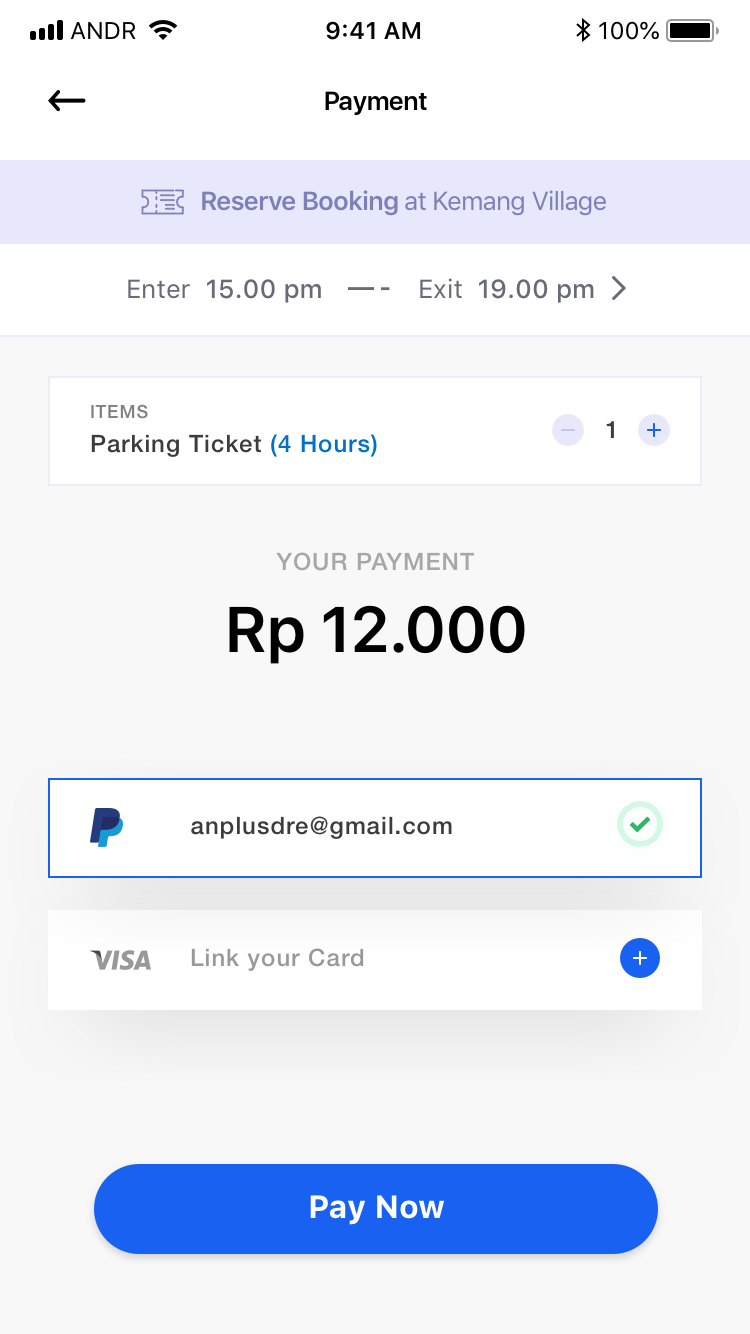 ANDR 9:41 AM 100%
Payment
Reserve Booking at Kemang Village
Enter 15.00 pm — - Exit 19.00 pm
ITEMS
Parking Ticket (4 Hours)
− 1 +
YOUR PAYMENT
Rp 12.000
anplusdre@gmail.com
VISA Link your Card +
Pay Now